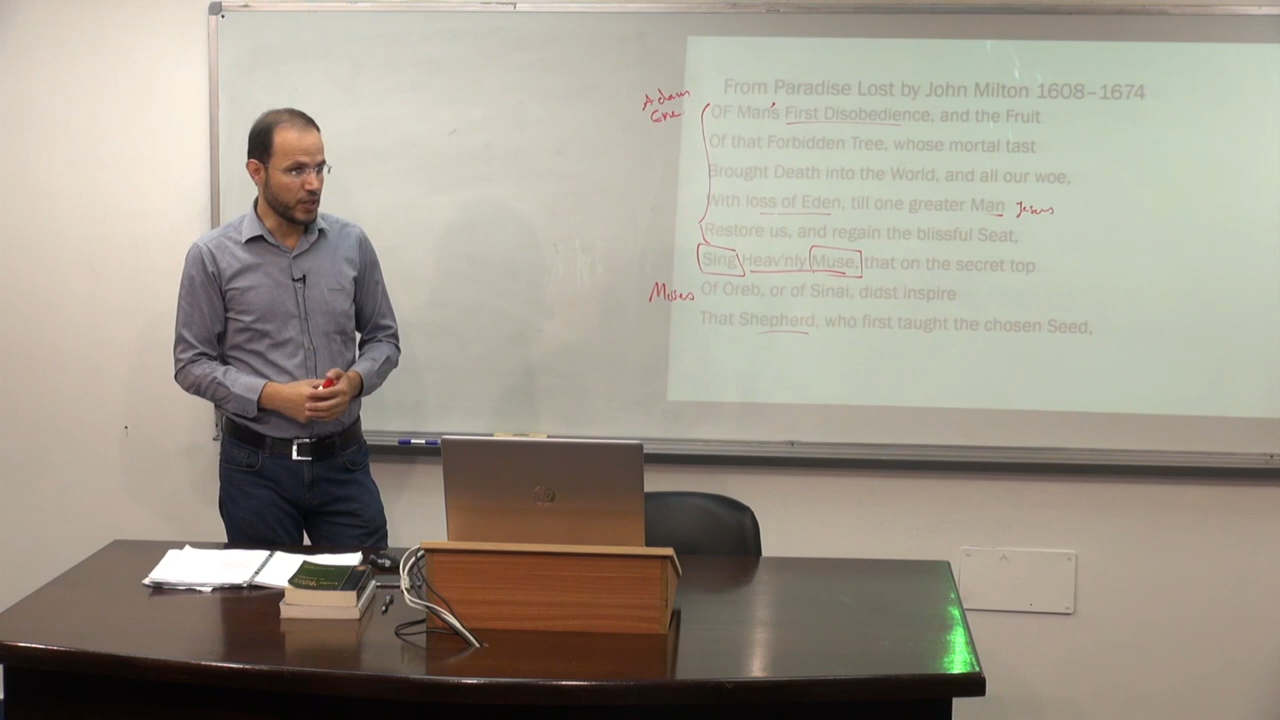 From Paradise Lost by John Milton 1608–1674
Adam
Eve
OF Man's First Disobedience, and the Fruit
Of that Forbidden Tree, whose mortal tast
Brought Death into the World, and all our woe,
With loss of Eden, till one greater Man Jesus
Restore us, and regain the blissful Seat,
Sing Heav'nly Muse, that on the secret top
Moses Of Oreb, or of Sinai, didst inspire
That Shepherd, who first taught the chosen Seed,
hp